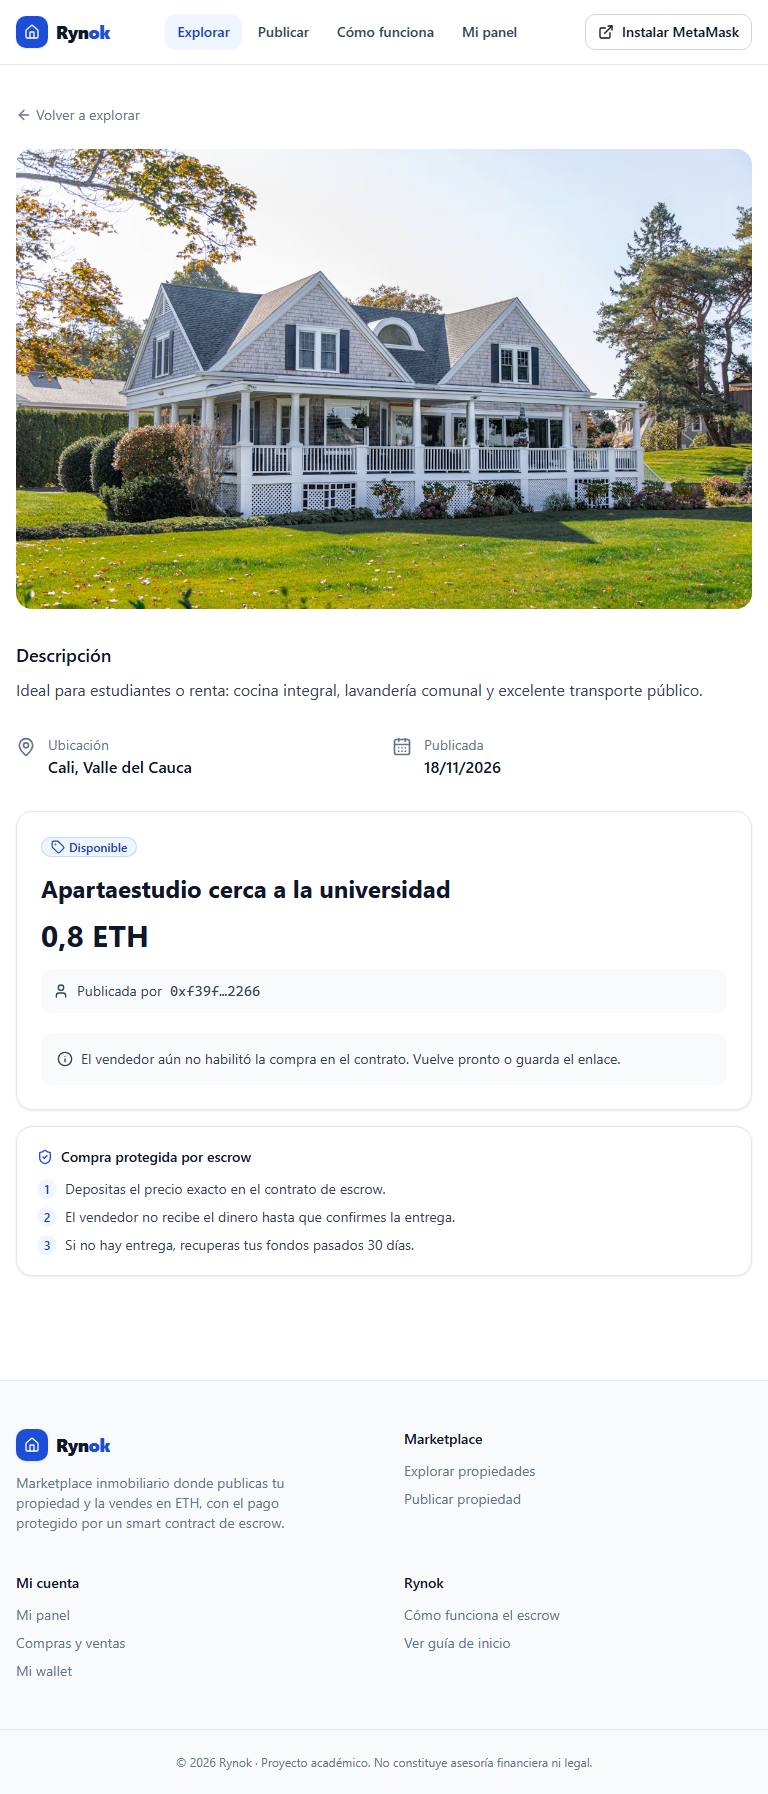 Rynok
Explorar
Publicar
Cómo funciona
Mi panel
Instalar MetaMask
Volver a explorar
Descripción
Ideal para estudiantes o renta: cocina integral, lavandería comunal y excelente transporte público.
Ubicación
Cali, Valle del Cauca
Publicada
18/11/2026
Disponible
Apartaestudio cerca a la universidad
0,8 ETH
Publicada por 0xf39f…2266
El vendedor aún no habilitó la compra en el contrato. Vuelve pronto o guarda el enlace.
Compra protegida por escrow
1 Depositas el precio exacto en el contrato de escrow.
2 El vendedor no recibe el dinero hasta que confirmes la entrega.
3 Si no hay entrega, recuperas tus fondos pasados 30 días.
Rynok
Marketplace inmobiliario donde publicas tu
propiedad y la vendes en ETH, con el pago
protegido por un smart contract de escrow.
Marketplace
Explorar propiedades
Publicar propiedad
Mi cuenta
Mi panel
Compras y ventas
Mi wallet
Rynok
Cómo funciona el escrow
Ver guía de inicio
© 2026 Rynok · Proyecto académico. No constituye asesoría financiera ni legal.